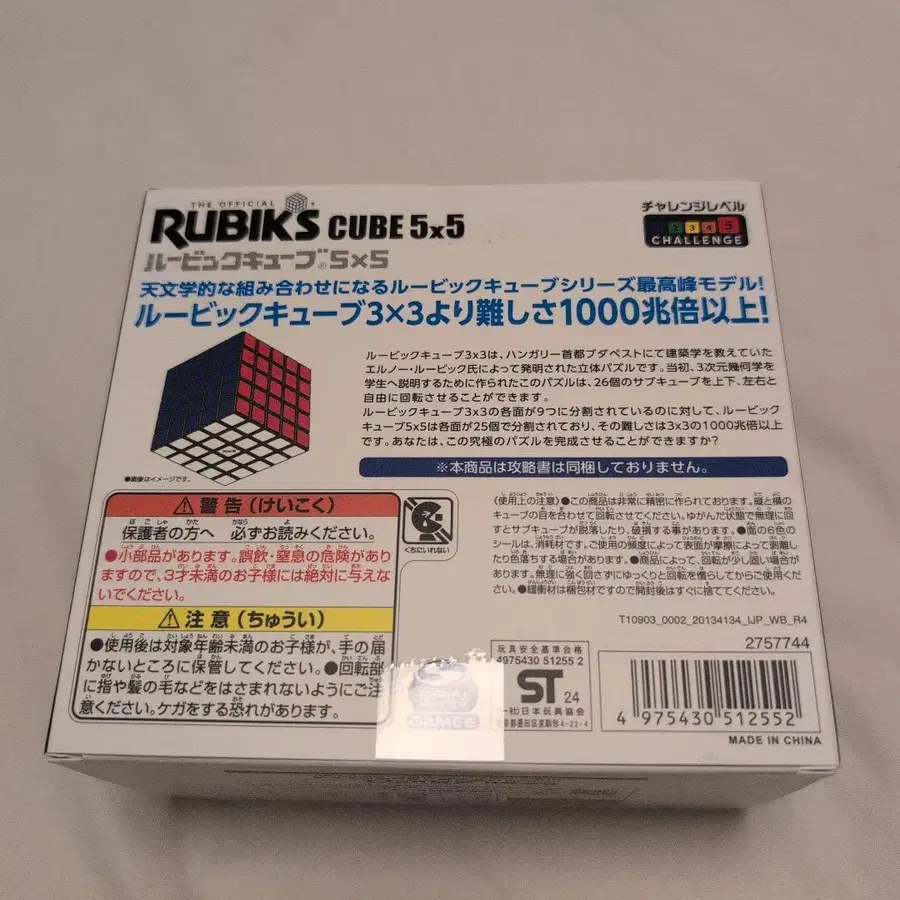 THE OFFICIAL
RUBIK'S CUBE 5x5
ルービックキューブ®5×5
チャレンジレベル
2 3 4 5
CHALLENGE
天文学的な組み合わせになるルービックキューブシリーズ最高峰モデル!
ルービックキューブ3×3より難しさ1000兆倍以上!
ルービックキューブ3x3は、ハンガリー首都ブダペストにて建築学を教えていた
エルノー・ルービック氏によって発明された立体パズルです。当初、3次元幾何学を
学生へ説明するために作られたこのパズルは、26個のサブキューブを上下、左右と
自由に回転させることができます。
ルービックキューブ3x3の各面が9つに分割されているのに対して、ルービック
キューブ5x5は各面が25個で分割されており、その難しさは3x3の1000兆倍以上
です。あなたは、この究極のパズルを完成させることができますか?
●画像はイメージです。
※本商品は攻略書は同梱しておりません。
警告(けいこく)
保護者の方へ 必ずお読みください。
●小部品があります。誤飲・窒息の危険があり
ますので、3才未満のお子様には絶対に与えな
いでください。
くちにいれない
注意(ちゅうい)
●使用後は対象年齢未満のお子様が、手の届
かないところに保管してください。●回転部
に指や髪の毛などをはさまれないようにご注
意ください。ケガをする恐れがあります。
〈使用上の注意〉●この商品は非常に精密に作られております。縦と横の
キューブの目を合わせて回転させてください。ゆがんだ状態で無理に回
すとサブキューブが脱落したり、破損する事があります。●面の6色の
シールは、消耗材です。ご使用の頻度によって表面が摩擦によって剥離し
たり色落ちする場合があります。●商品によって、回転が少し固い場合が
あります。無理に強く回さずにゆっくりと回転を慣らしてからご使用くだ
さい。●緩衝材は梱包材ですので開封後はすぐに捨ててください。
T10903_0002_20134134_IJP_WB_R4
2757744
SPIN MASTER
GAMES
玩具安全基準合格
4975430 51255 2
ST 24
(一社)日本玩具協会
東京都墨田区東駒形4-22-4
4 975430 512552
MADE IN CHINA